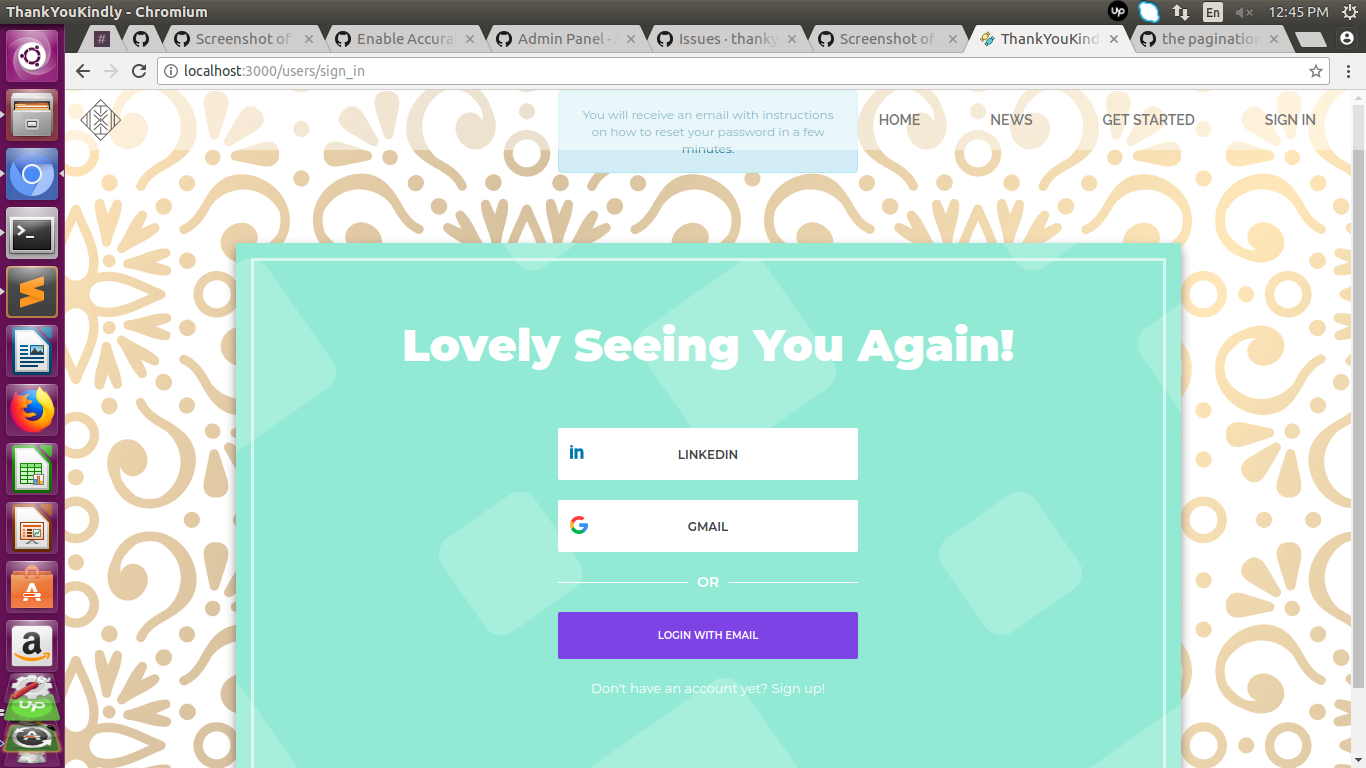 ThankYouKindly - Chromium
Up
En
12:45 PM
#
Screenshot of
Enable Accura
Admin Panel -
Issues · thanky
Screenshot of
ThankYouKind
the pagination
localhost:3000/users/sign_in
You will receive an email with instructions
on how to reset your password in a few
minutes.
HOME
NEWS
GET STARTED
SIGN IN
Lovely Seeing You Again!
in
LINKEDIN
G
GMAIL
OR
LOGIN WITH EMAIL
Don't have an account yet? Sign up!